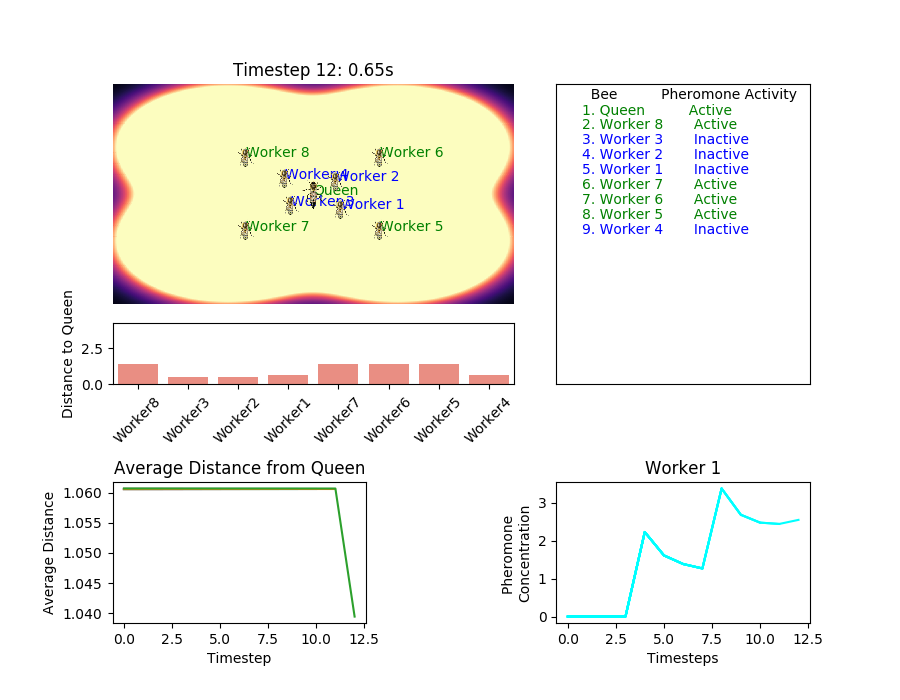 Timestep 12: 0.65s
Worker 8
Worker 6
Worker 4
Worker 2
Queen
Worker 3
Worker 1
Worker 7
Worker 5
Bee Pheromone Activity
1. Queen Active
2. Worker 8 Active
3. Worker 3 Inactive
4. Worker 2 Inactive
5. Worker 1 Inactive
6. Worker 7 Active
7. Worker 6 Active
8. Worker 5 Active
9. Worker 4 Inactive
Distance to Queen
2.5
0.0
Worker8 Worker3 Worker2 Worker1 Worker7 Worker6 Worker5 Worker4
Average Distance from Queen
Average Distance
1.060
1.055
1.050
1.045
1.040
0.0 2.5 5.0 7.5 10.0 12.5
Timestep
Worker 1
Pheromone
Concentration
3
2
1
0
0.0 2.5 5.0 7.5 10.0 12.5
Timesteps